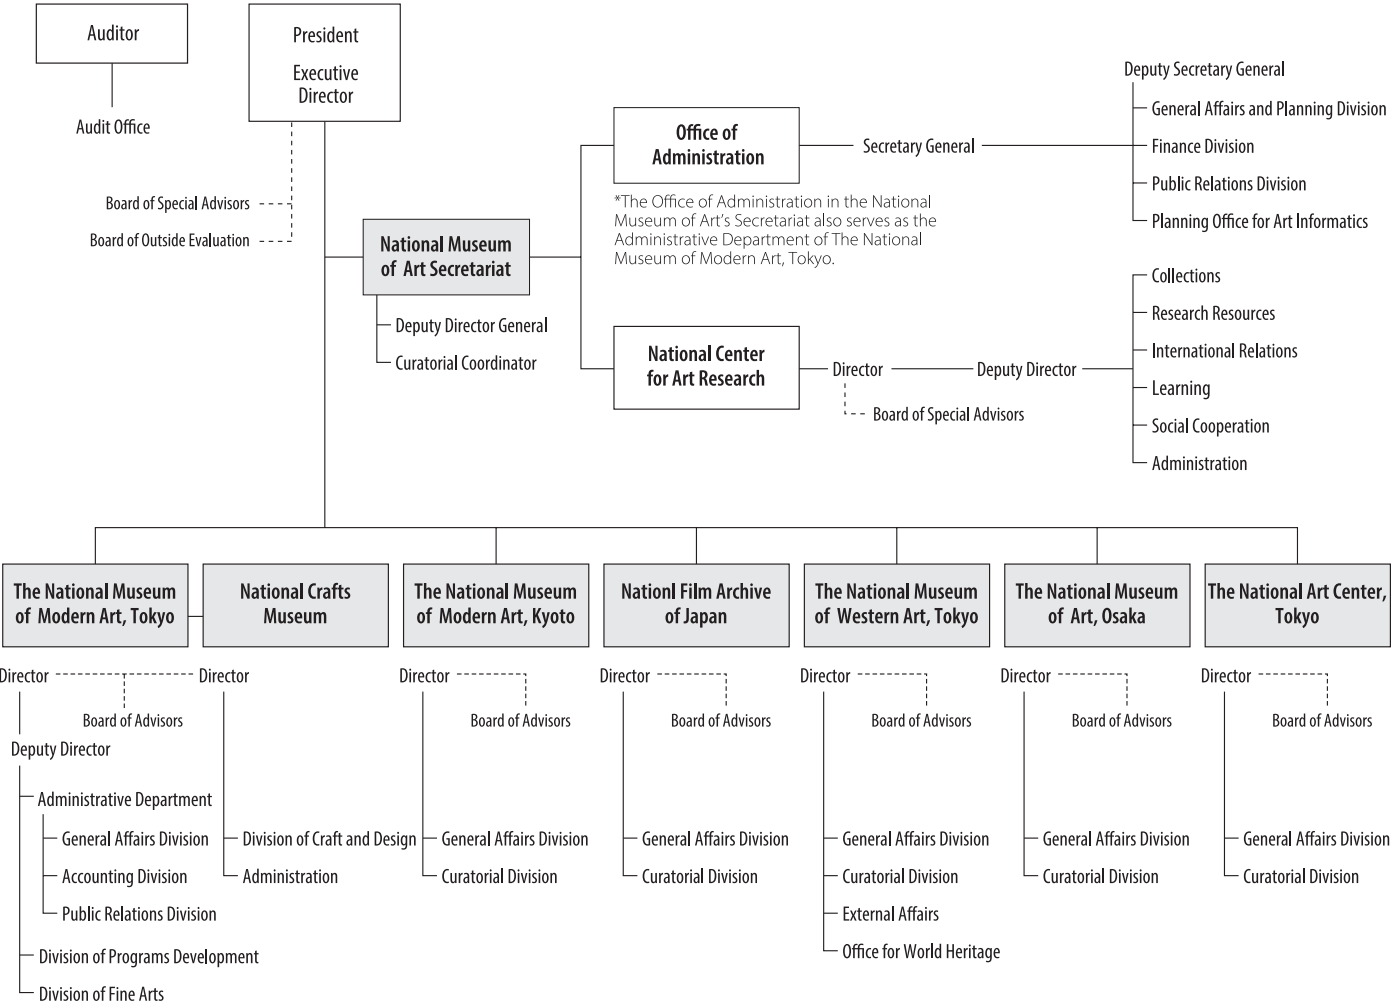 Auditor
Audit Office
President
Executive
Director
Board of Special Advisors
Board of Outside Evaluation
National Museum
of Art Secretariat
Deputy Director General
Curatorial Coordinator
Office of
Administration
*The Office of Administration in the National
Museum of Art's Secretariat also serves as the
Administrative Department of The National
Museum of Modern Art, Tokyo.
Secretary General
Deputy Secretary General
General Affairs and Planning Division
Finance Division
Public Relations Division
Planning Office for Art Informatics
National Center
for Art Research
Director
Board of Special Advisors
Deputy Director
Collections
Research Resources
International Relations
Learning
Social Cooperation
Administration
The National Museum
of Modern Art, Tokyo
Director
Board of Advisors
Deputy Director
Administrative Department
General Affairs Division
Accounting Division
Public Relations Division
Division of Programs Development
Division of Fine Arts
National Crafts
Museum
Director
Division of Craft and Design
Administration
The National Museum
of Modern Art, Kyoto
Director
Board of Advisors
General Affairs Division
Curatorial Division
Nationl Film Archive
of Japan
Director
Board of Advisors
General Affairs Division
Curatorial Division
The National Museum
of Western Art, Tokyo
Director
Board of Advisors
General Affairs Division
Curatorial Division
External Affairs
Office for World Heritage
The National Museum
of Art, Osaka
Director
Board of Advisors
General Affairs Division
Curatorial Division
The National Art Center,
Tokyo
Director
Board of Advisors
General Affairs Division
Curatorial Division